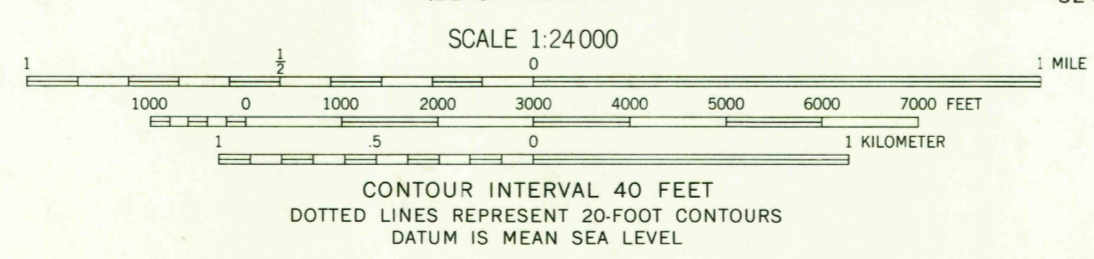 SCALE 1:24 000
1 1/2 0 1 MILE
1000 0 1000 2000 3000 4000 5000 6000 7000 FEET
1 .5 0 1 KILOMETER
CONTOUR INTERVAL 40 FEET
DOTTED LINES REPRESENT 20-FOOT CONTOURS
DATUM IS MEAN SEA LEVEL